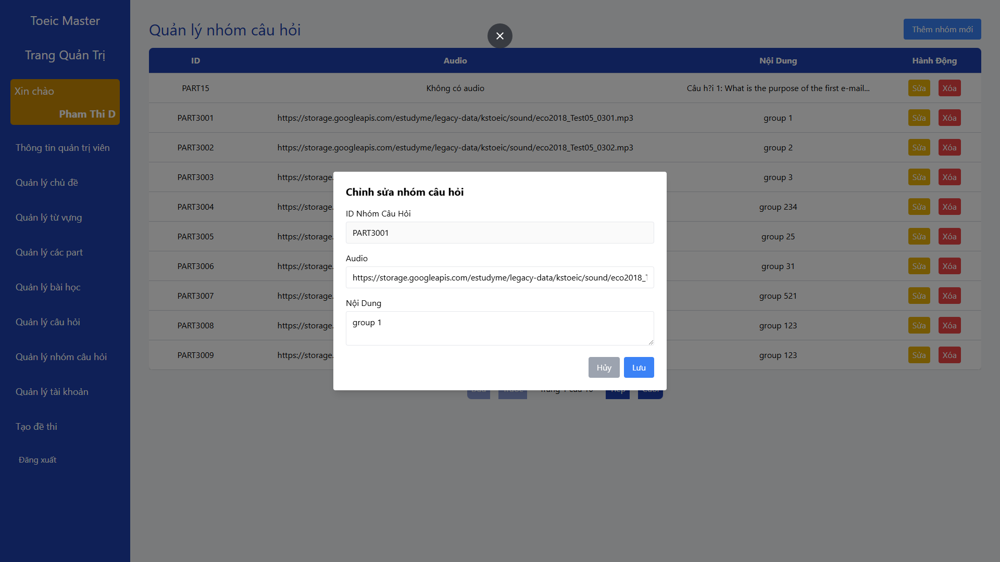 Toeic Master
Trang Quản Trị
Xin chào
Pham Thi D
Thông tin quản trị viên
Quản lý chủ đề
Quản lý từ vựng
Quản lý các part
Quản lý bài học
Quản lý câu hỏi
Quản lý nhóm câu hỏi
Quản lý tài khoản
Tạo đề thi
Đăng xuất
Quản lý nhóm câu hỏi
Thêm nhóm mới
ID Audio Nội Dung Hành Động
PART15 Không có audio Câu h?i 1: What is the purpose of the first e-mail... Sửa Xóa
PART3001 https://storage.googleapis.com/estudyme/legacy-data/kstoeic/sound/eco2018_Test05_0301.mp3 group 1 Sửa Xóa
PART3002 https://storage.googleapis.com/estudyme/legacy-data/kstoeic/sound/eco2018_Test05_0302.mp3 group 2 Sửa Xóa
PART3003 https://storage. group 3 Sửa Xóa
PART3004 https://storage. group 234 Sửa Xóa
PART3005 https://storage. group 25 Sửa Xóa
PART3006 https://storage. group 31 Sửa Xóa
PART3007 https://storage. group 521 Sửa Xóa
PART3008 https://storage. group 123 Sửa Xóa
PART3009 https://storage. group 123 Sửa Xóa
Chỉnh sửa nhóm câu hỏi
ID Nhóm Câu Hỏi
PART3001
Audio
https://storage.googleapis.com/estudyme/legacy-data/kstoeic/sound/eco2018_
Nội Dung
group 1
Hủy Lưu